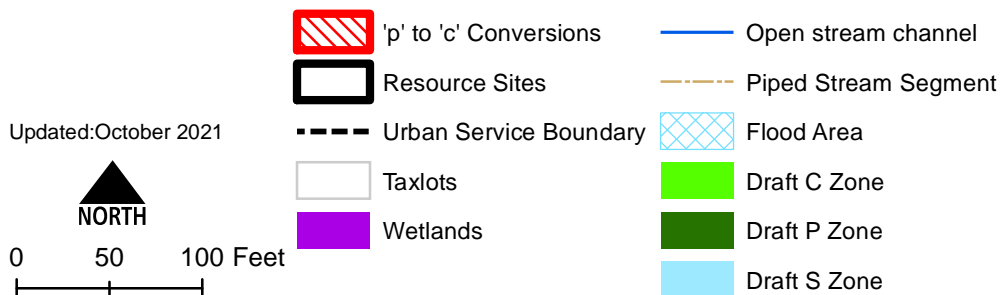 Updated:October 2021
NORTH
0 50 100 Feet
'p' to 'c' Conversions
Resource Sites
Urban Service Boundary
Taxlots
Wetlands
Open stream channel
Piped Stream Segment
Flood Area
Draft C Zone
Draft P Zone
Draft S Zone